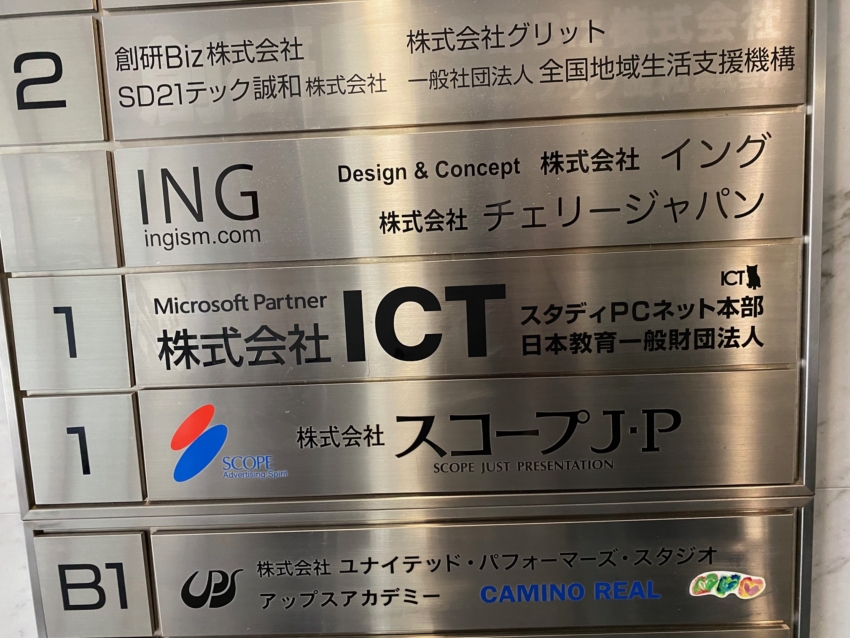 2
創研Biz株式会社 株式会社グリット
SD21テック誠和株式会社 一般社団法人 全国地域生活支援機構
ING
ingism.com
Design & Concept 株式会社 イング
株式会社 チェリージャパン
1
Microsoft Partner
株式会社 ICT
ICT
スタディPCネット本部
日本教育一般財団法人
1
SCOPE
Advertising Spirit
株式会社 スコープJ・P
SCOPE JUST PRESENTATION
B1
UPS
株式会社 ユナイテッド・パフォーマーズ・スタジオ
アップスアカデミー CAMINO REAL